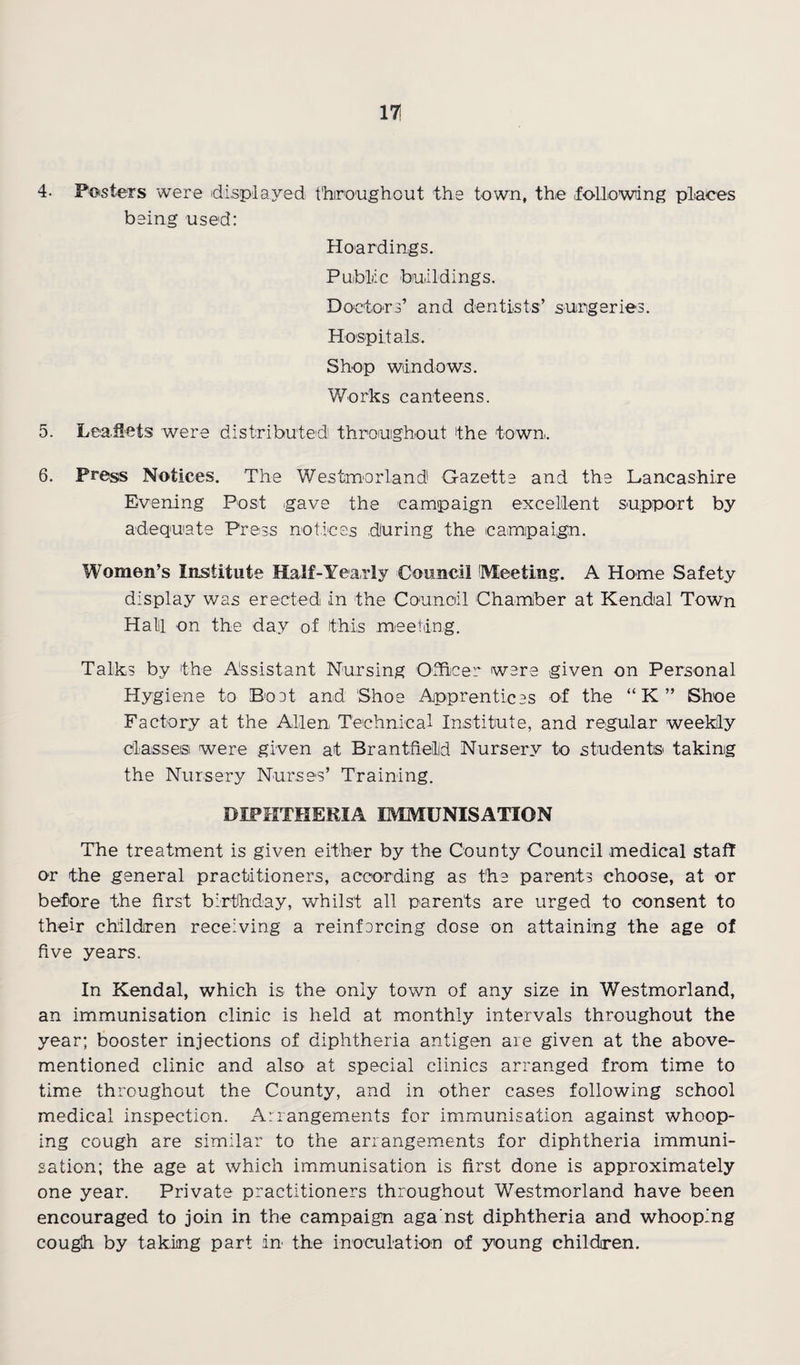 17
4. Posters were displayed throughout the town, the following places
being used:
Hoardings.
Public buildings.
Doctors’ and dentists’ surgeries.
Hospitals.
Shop windows.
Works canteens.
5. Leaflets were distributed throughout the town.
6. Press Notices. The Westmorland Gazette and the Lancashire
Evening Post gave the campaign excellent support by
adequate Press notices during the campaign.
Women’s Institute Half-Yearly Council Meeting. A Home Safety
display was erected in the Council Chamber at Kendal Town
Hall on the day of this meeting.
Talks by the Assistant Nursing Officer were given on Personal
Hygiene to Boot and Shoe Apprentices of the “ K ” Shoe
Factory at the Allen Technical Institute, and regular weekly
classes were given at Brantfield Nursery to students taking
the Nursery Nurses’ Training.
DIPHTHERIA IMMUNISATION
The treatment is given either by the County Council medical staff
or the general practitioners, according as the parents choose, at or
before the first birthday, whilst all parents are urged to consent to
their children receiving a reinforcing dose on attaining the age of
five years.
In Kendal, which is the only town of any size in Westmorland,
an immunisation clinic is held at monthly intervals throughout the
year; booster injections of diphtheria antigen are given at the above-
mentioned clinic and also at special clinics arranged from time to
time throughout the County, and in other cases following school
medical inspection. Arrangements for immunisation against whoop-
ing cough are similar to the arrangements for diphtheria immuni-
sation; the age at which immunisation is first done is approximately
one year. Private practitioners throughout Westmorland have been
encouraged to join in the campaign against diphtheria and whooping
cough by taking part in the inoculation of young children.